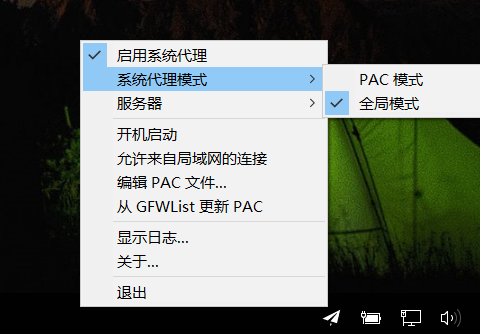 启用系统代理
系统代理模式
PAC 模式
服务器
全局模式
开机启动
允许来自局域网的连接
编辑 PAC 文件...
从 GFWList 更新 PAC
显示日志...
关于...
退出